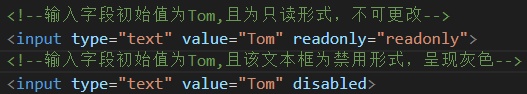 <!--输入字段初始值为Tom,且为只读形式，不可更改-->
<input type="text" value="Tom" readonly="readonly">
<!--输入字段初始值为Tom,且该文本框为禁用形式，呈现灰色-->
<input type="text" value="Tom" disabled>